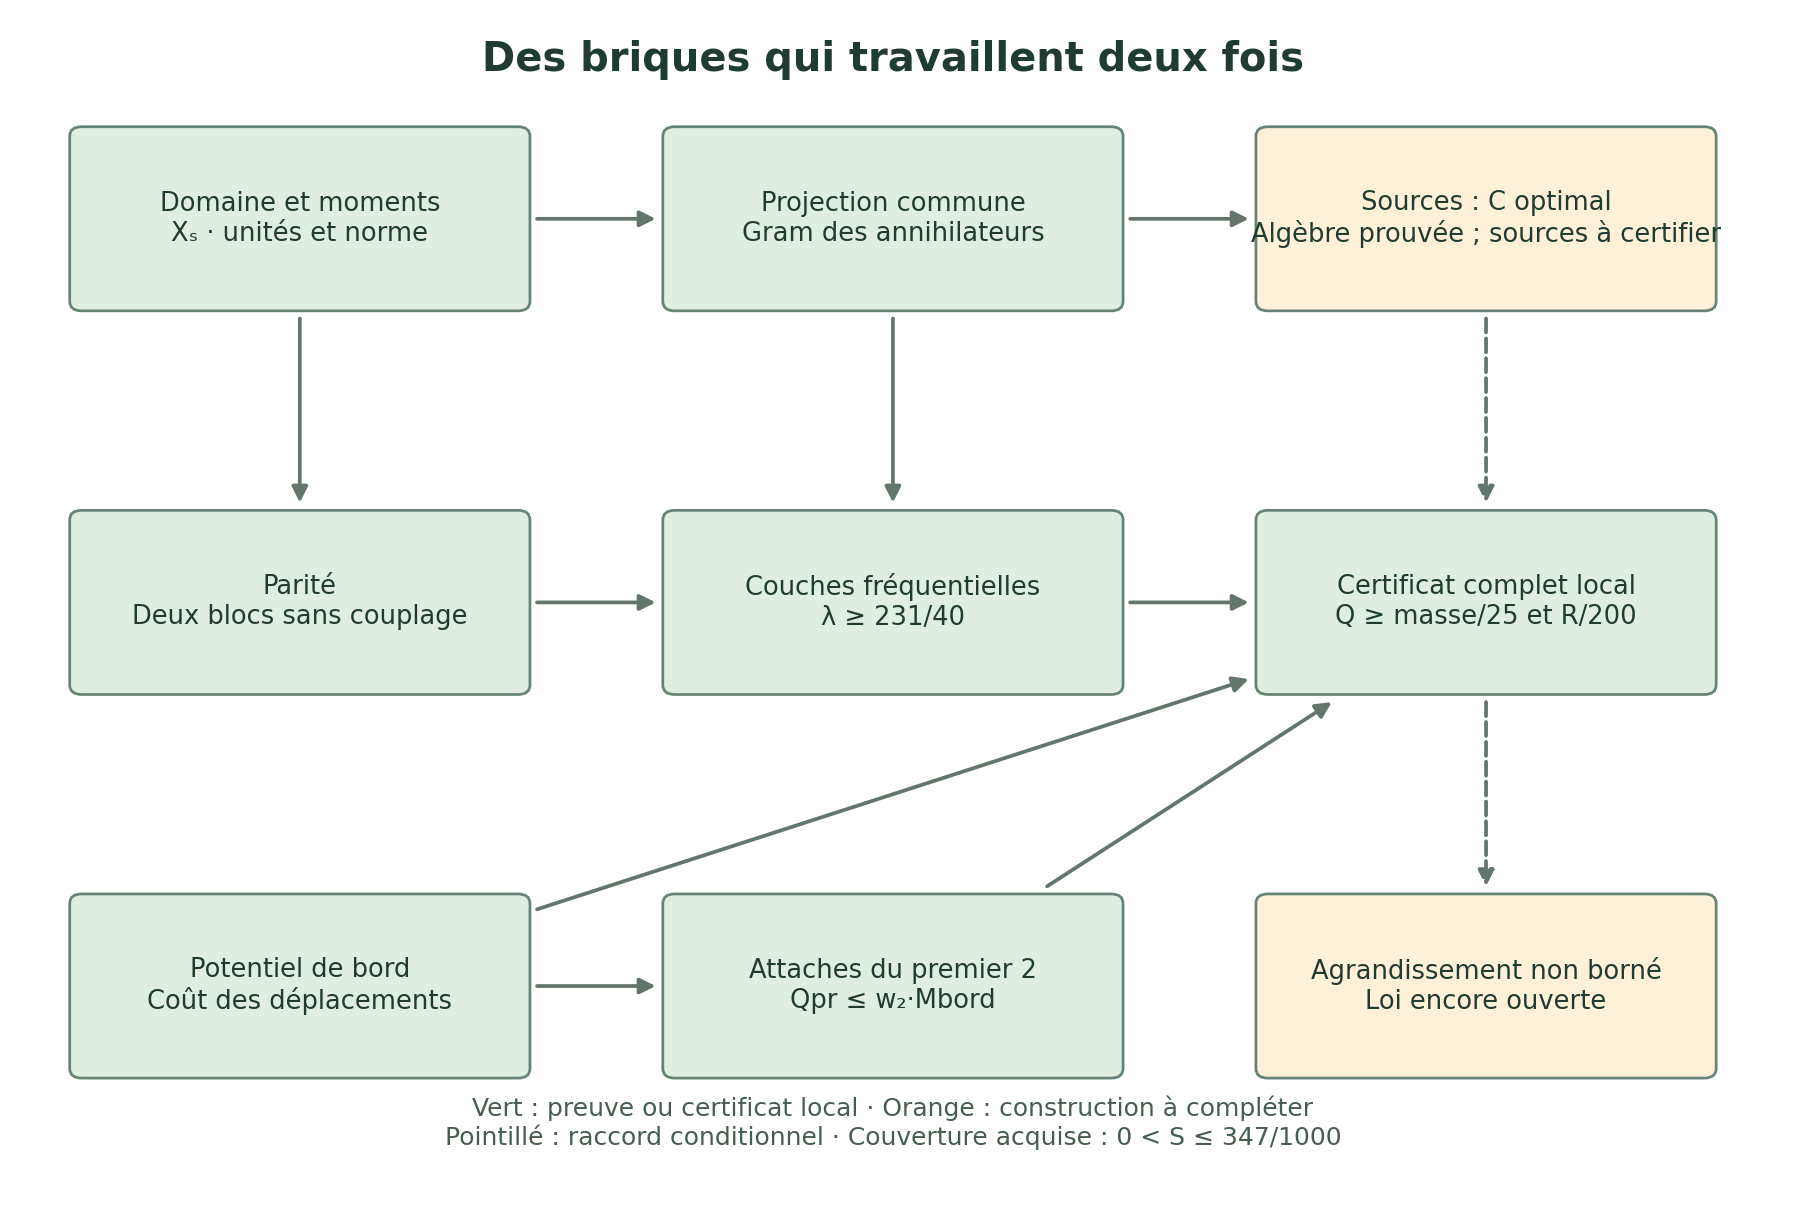 Des briques qui travaillent deux fois
Domaine et moments
Xₛ · unités et norme
Projection commune
Gram des annihilateurs
Sources : C optimal
Algèbre prouvée ; sources à certifier
Parité
Deux blocs sans couplage
Couches fréquentielles
λ ≥ 231/40
Certificat complet local
Q ≥ masse/25 et R/200
Potentiel de bord
Coût des déplacements
Attaches du premier 2
Qpr ≤ w₂·Mbord
Agrandissement non borné
Loi encore ouverte
Vert : preuve ou certificat local · Orange : construction à compléter
Pointillé : raccord conditionnel · Couverture acquise : 0 < S ≤ 347/1000